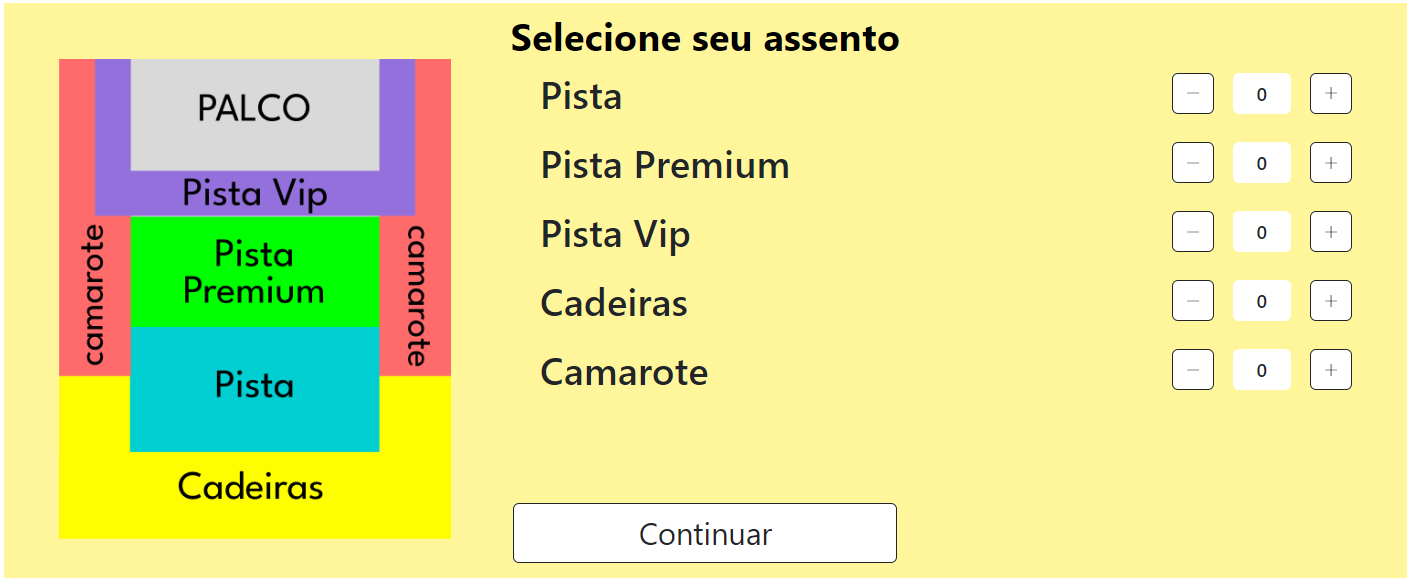 Selecione seu assento
PALCO
Pista Vip
Pista
Premium
camarote
camarote
Pista
Cadeiras
Pista − 0 +
Pista Premium − 0 +
Pista Vip − 0 +
Cadeiras − 0 +
Camarote − 0 +
Continuar